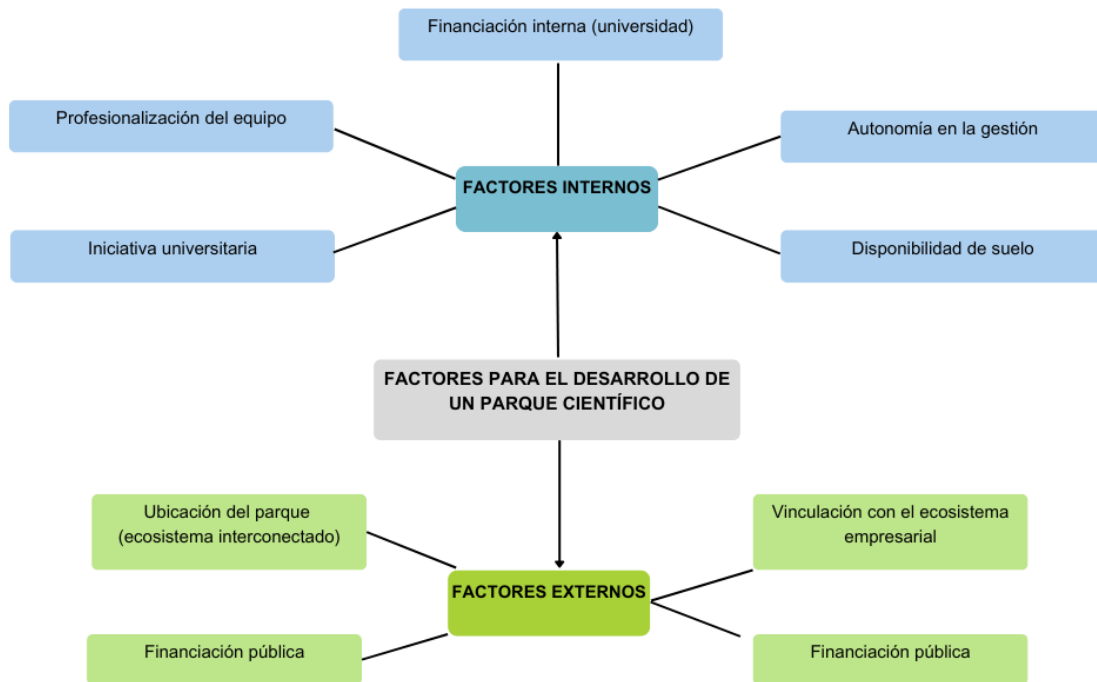 Financiación interna (universidad)
Profesionalización del equipo
Autonomía en la gestión
FACTORES INTERNOS
Iniciativa universitaria
Disponibilidad de suelo
FACTORES PARA EL DESARROLLO DE
UN PARQUE CIENTÍFICO
Ubicación del parque
(ecosistema interconectado)
Vinculación con el ecosistema
empresarial
FACTORES EXTERNOS
Financiación pública
Financiación pública